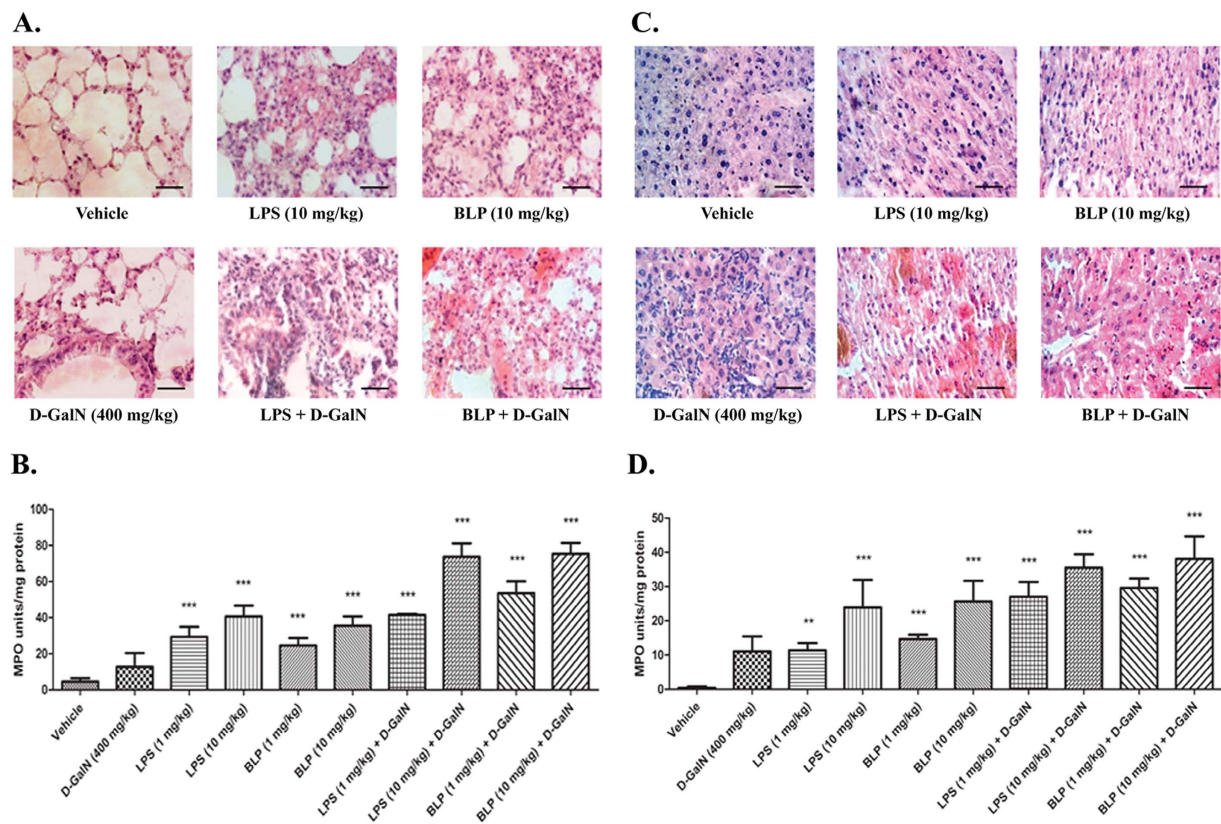 A.
Vehicle
LPS (10 mg/kg)
BLP (10 mg/kg)
D-GalN (400 mg/kg)
LPS + D-GalN
BLP + D-GalN
C.
Vehicle
LPS (10 mg/kg)
BLP (10 mg/kg)
D-GalN (400 mg/kg)
LPS + D-GalN
BLP + D-GalN
B.
MPO units/mg protein
100
80
60
40
20
0
***
***
***
***
***
***
***
***
Vehicle
D-GalN (400 mg/kg)
LPS (1 mg/kg)
LPS (10 mg/kg)
BLP (1 mg/kg)
BLP (10 mg/kg)
LPS (1 mg/kg) + D-GalN
LPS (10 mg/kg) + D-GalN
BLP (1 mg/kg) + D-GalN
BLP (10 mg/kg) + D-GalN
D.
MPO units/mg protein
50
40
30
20
10
0
**
***
***
***
***
***
***
***
Vehicle
D-GalN (400 mg/kg)
LPS (1 mg/kg)
LPS (10 mg/kg)
BLP (1 mg/kg)
BLP (10 mg/kg)
LPS (1 mg/kg) + D-GalN
LPS (10 mg/kg) + D-GalN
BLP (1 mg/kg) + D-GalN
BLP (10 mg/kg) + D-GalN